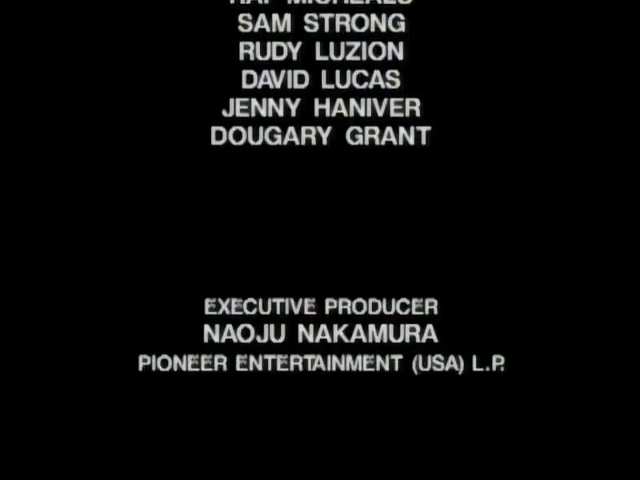 SAM STRONG
RUDY LUZION
DAVID LUCAS
JENNY HANIVER
DOUGARY GRANT
EXECUTIVE PRODUCER
NAOJU NAKAMURA
PIONEER ENTERTAINMENT (USA) L.P.